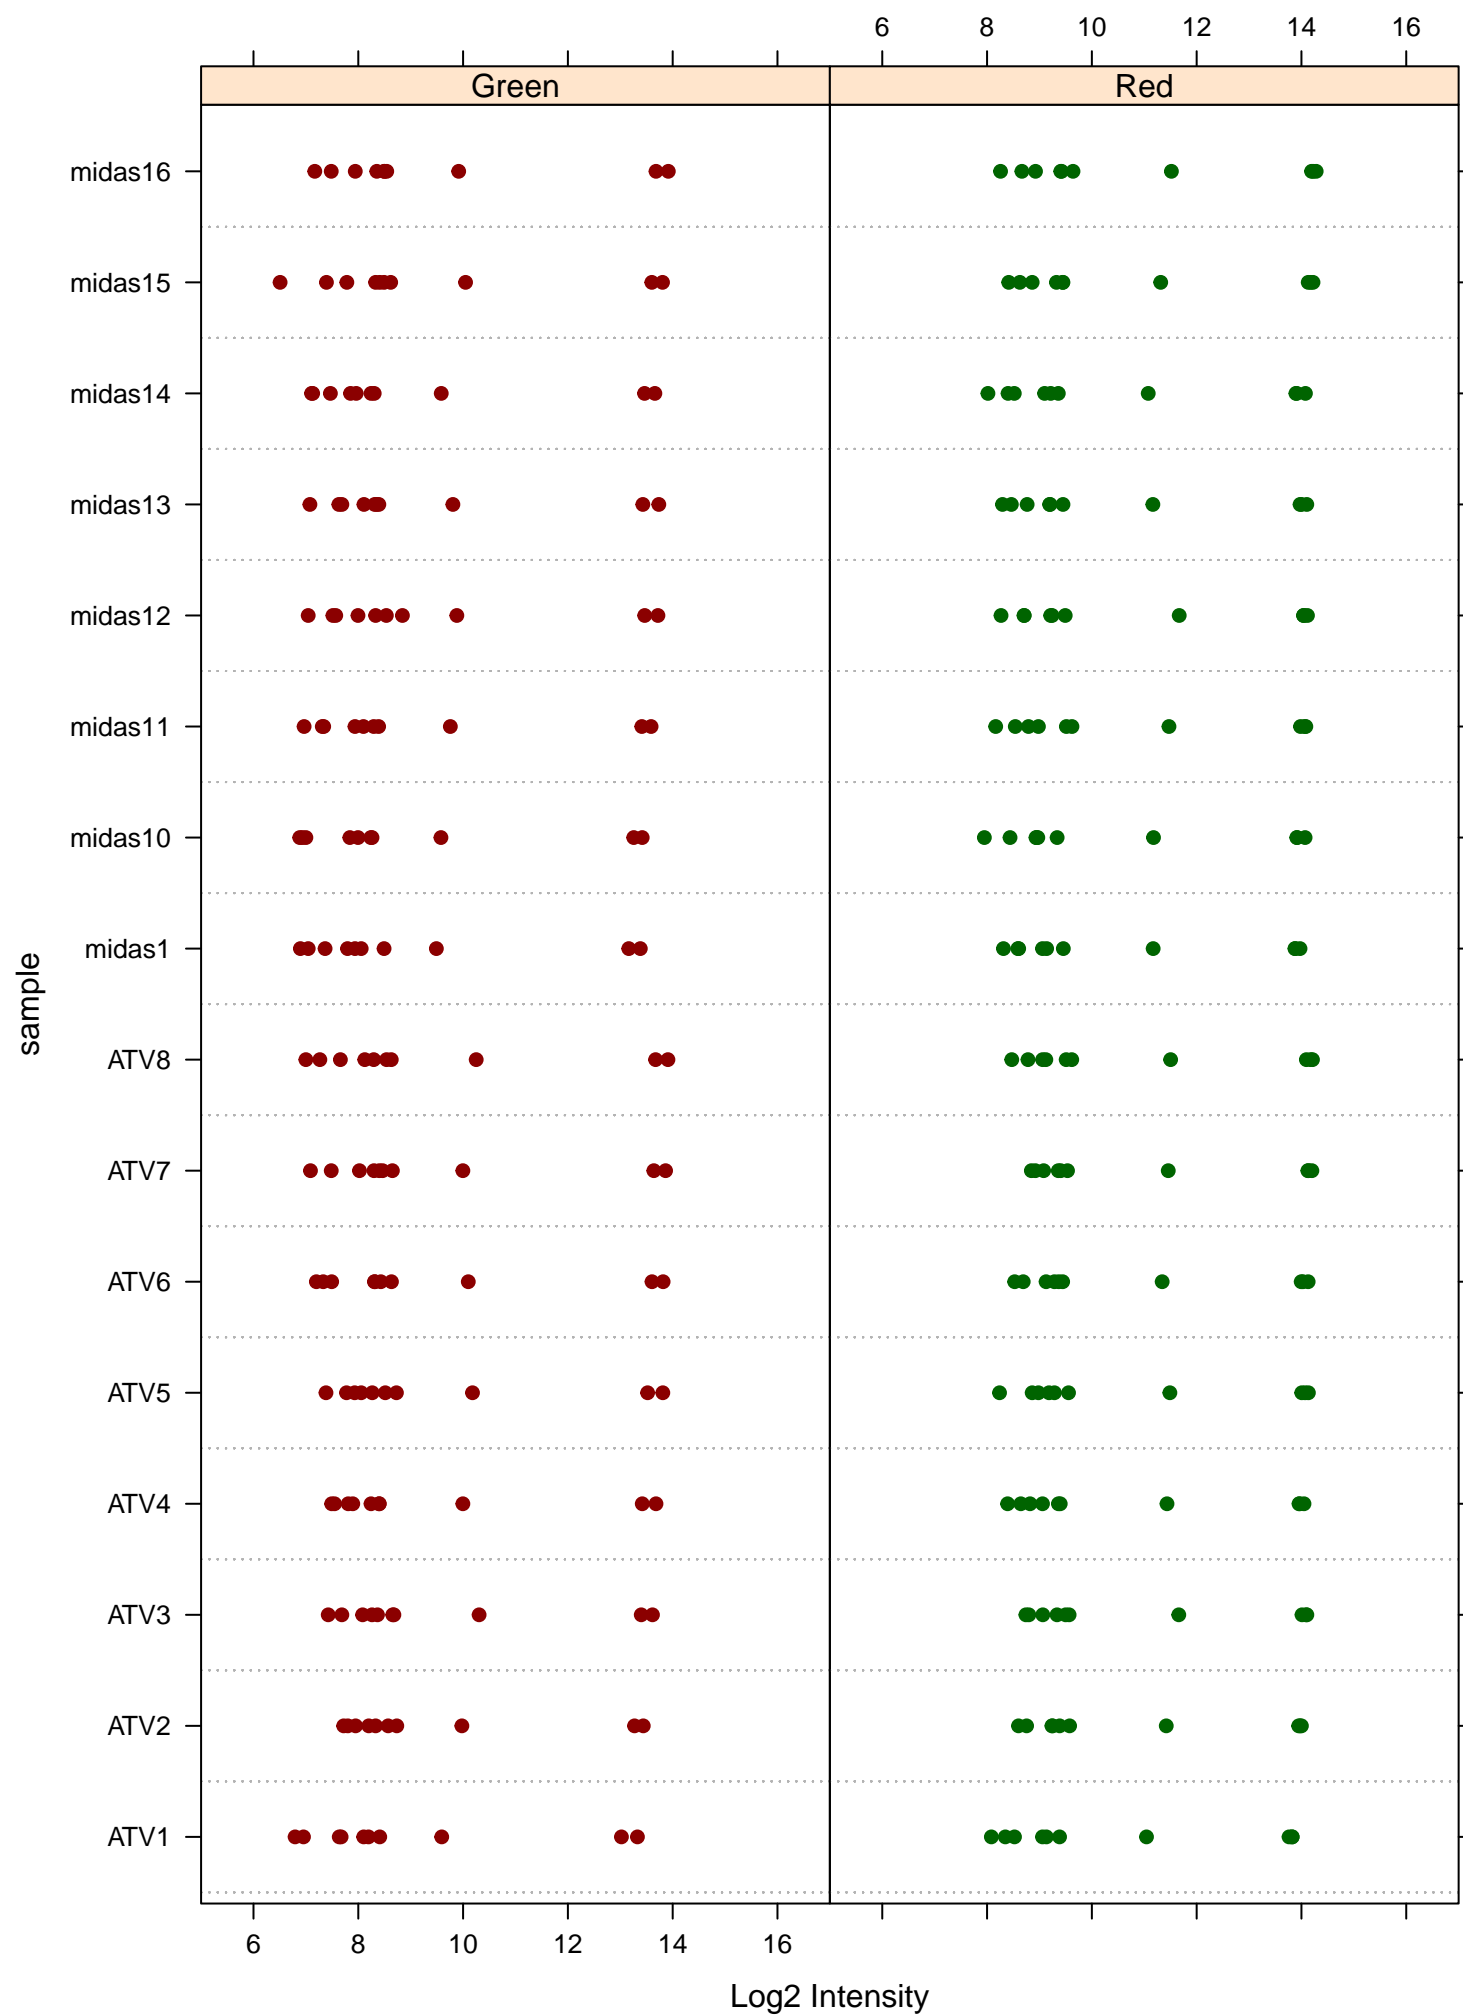 6 8 10 12 14 16
Green Red
midas16
midas15
midas14
midas13
midas12
midas11
midas10
midas1
ATV8
ATV7
ATV6
ATV5
ATV4
ATV3
ATV2
ATV1
sample
6 8 10 12 14 16
Log2 Intensity